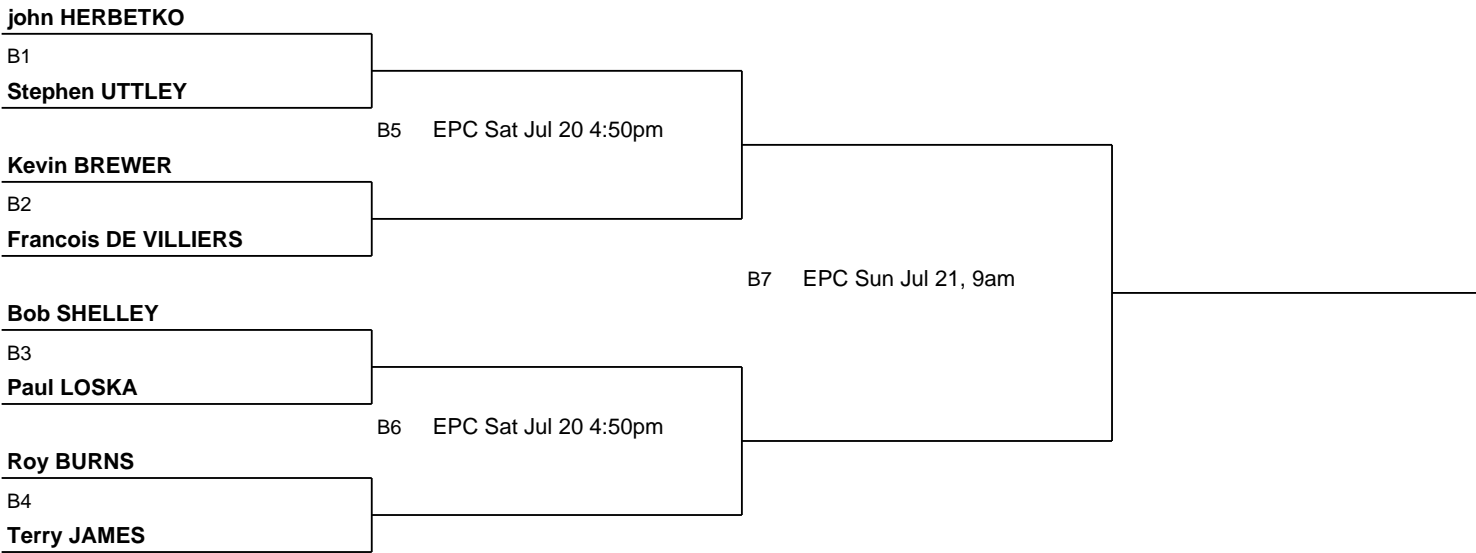 john HERBETKO
B1
Stephen UTTLEY
B5 EPC Sat Jul 20 4:50pm
Kevin BREWER
B2
Francois DE VILLIERS
B7 EPC Sun Jul 21, 9am
Bob SHELLEY
B3
Paul LOSKA
B6 EPC Sat Jul 20 4:50pm
Roy BURNS
B4
Terry JAMES